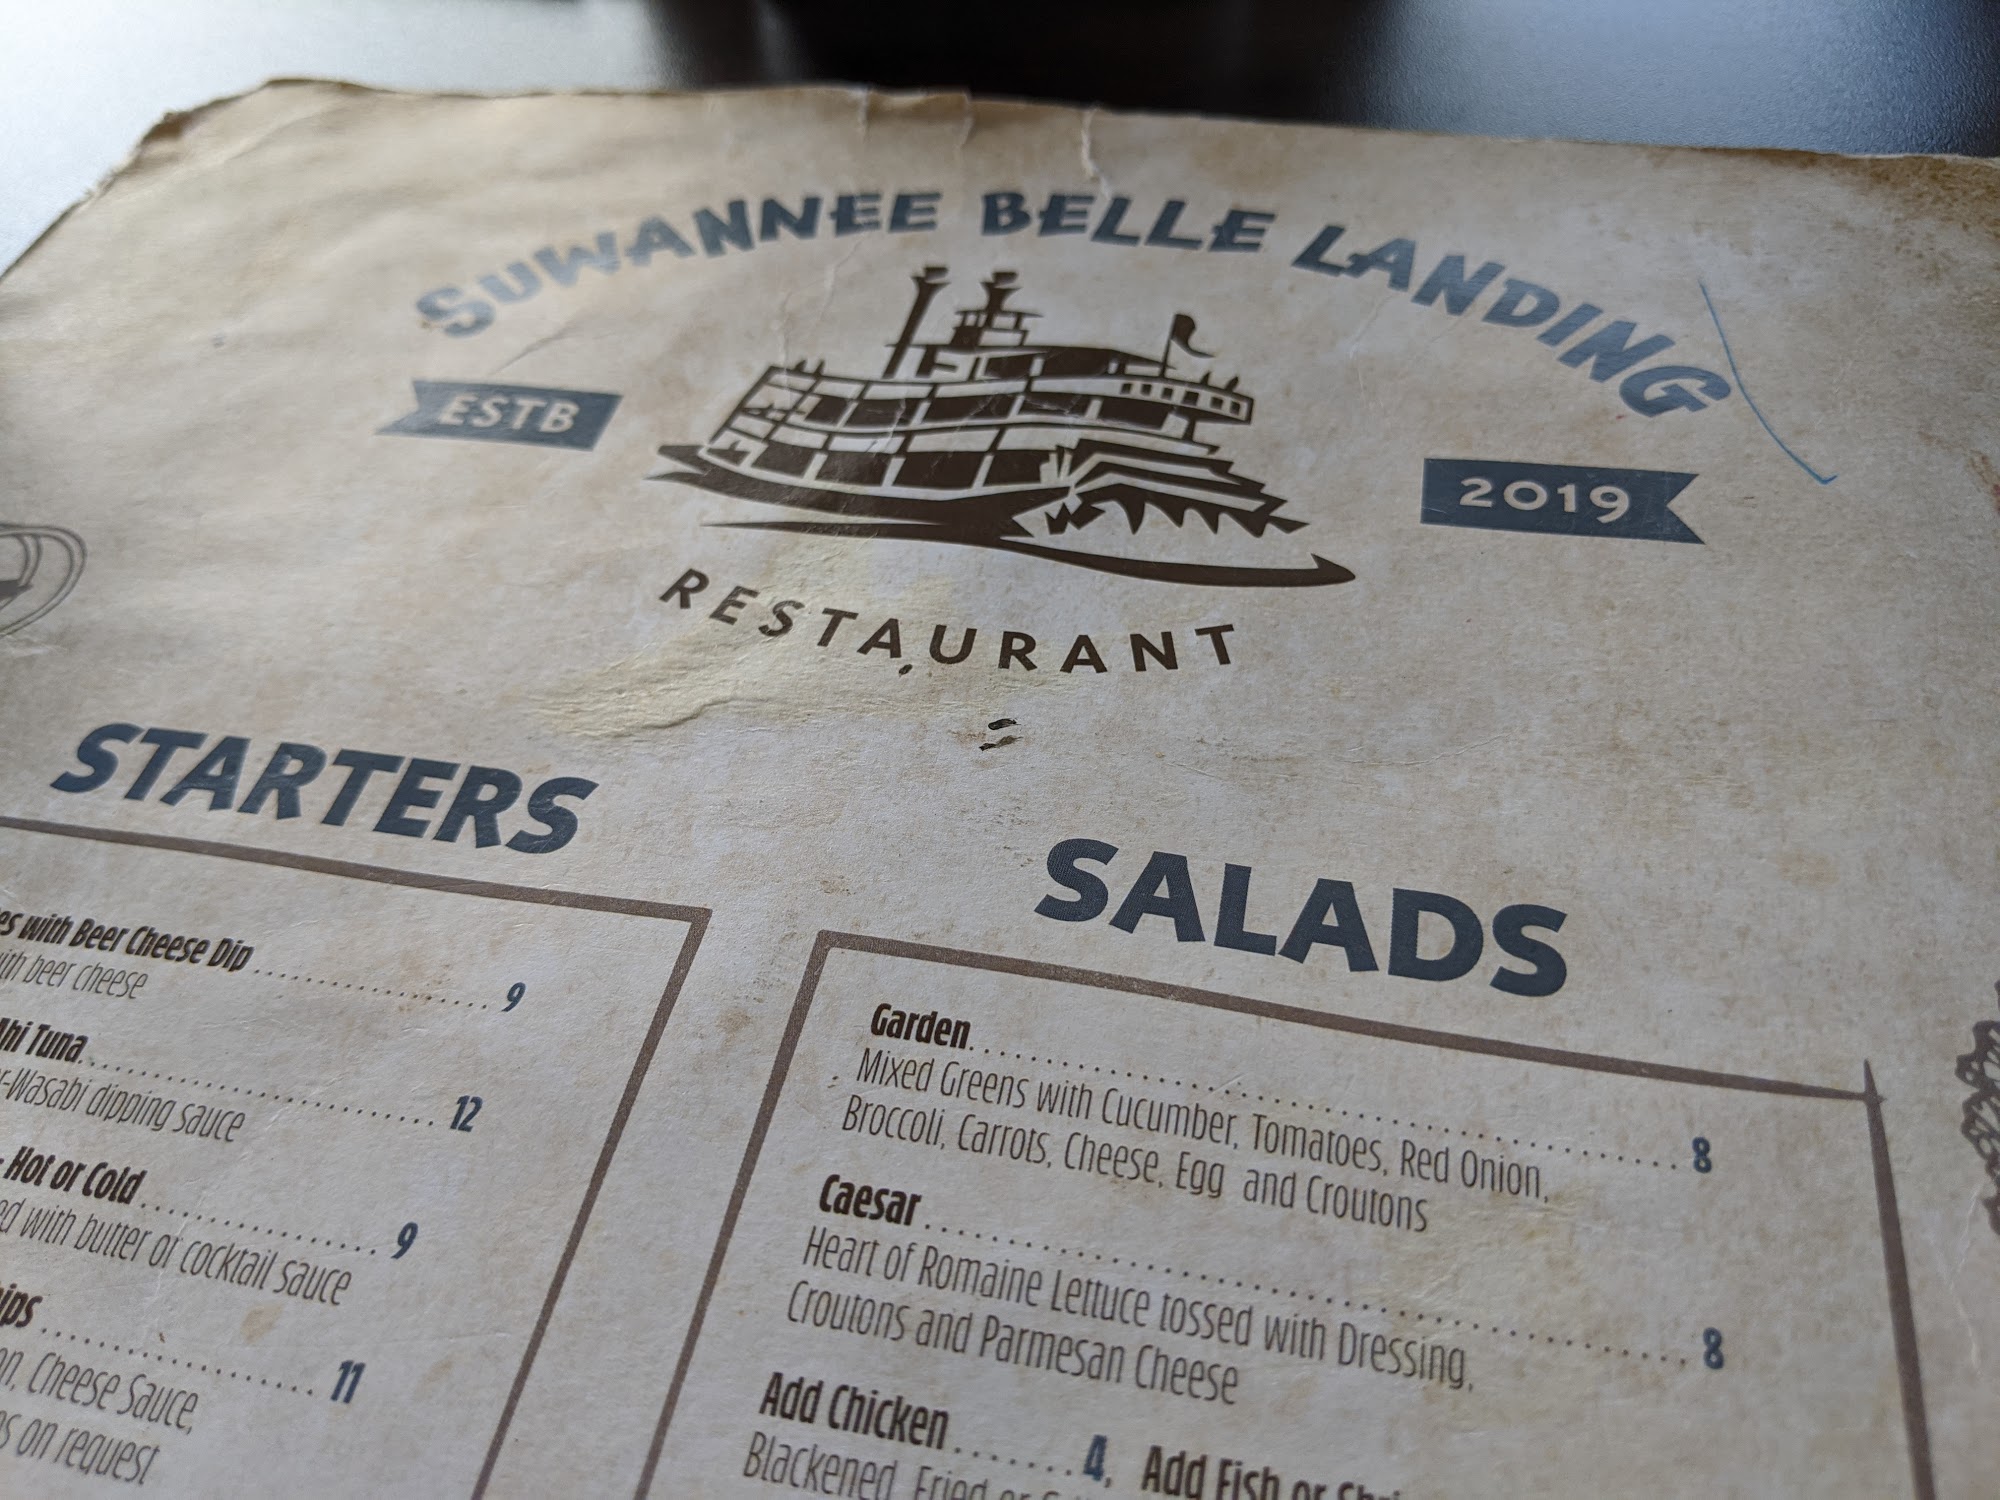 SUWANNEE BELLE LANDING
ESTB
2019
RESTAURANT
STARTERS
with Beer Cheese Dip 9
beer cheese
Ahi Tuna 12
-Wasabi dipping sauce
- Hot or Cold 9
with butter or cocktail sauce
11
Cheese Sauce,
on request
SALADS
Garden 8
Mixed Greens with Cucumber, Tomatoes, Red Onion,
Broccoli, Carrots, Cheese, Egg and Croutons
Caesar 8
Heart of Romaine Lettuce tossed with Dressing,
Croutons and Parmesan Cheese
Add Chicken 4, Add Fish or
Blackened, Fried or